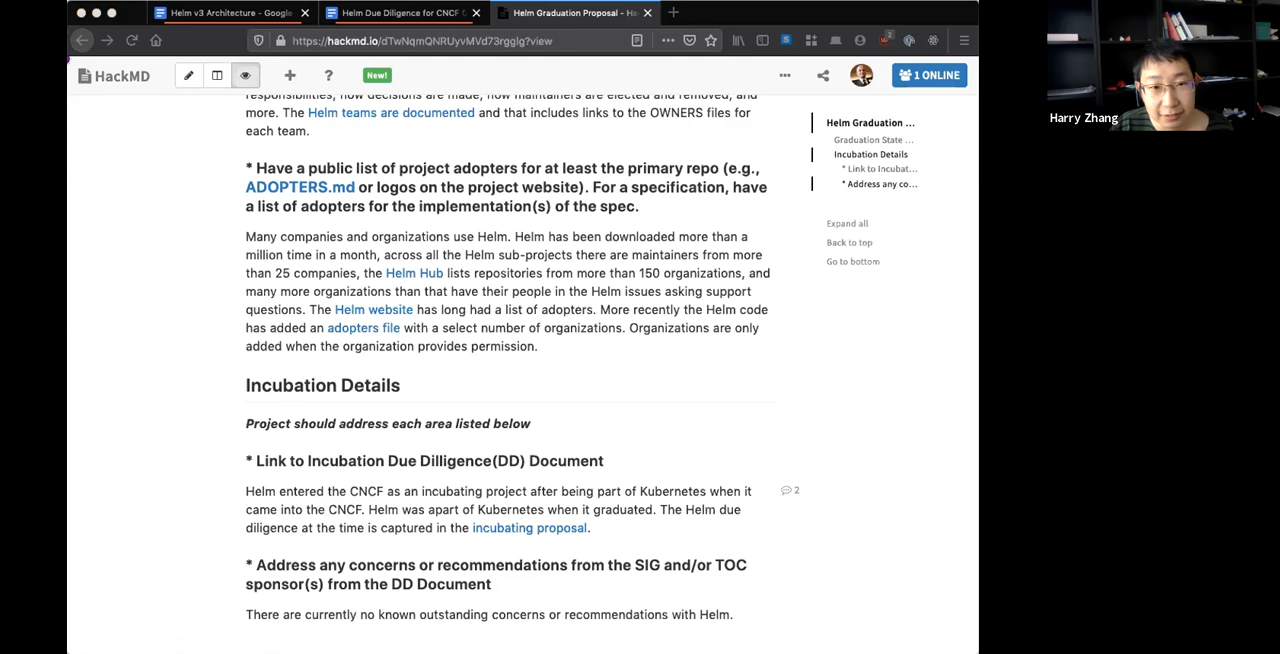 Helm v3 Architecture - Google
Helm Due Diligence for CNCF G
Helm Graduation Proposal - Ha
https://hackmd.io/dTwNqmQNRUyvMVd73rgglg?view
2
HackMD
New!
1 ONLINE
responsibilities, how decisions are made, how maintainers are elected and removed, and
more. The Helm teams are documented and that includes links to the OWNERS files for
each team.
* Have a public list of project adopters for at least the primary repo (e.g.,
ADOPTERS.md or logos on the project website). For a specification, have
a list of adopters for the implementation(s) of the spec.
Many companies and organizations use Helm. Helm has been downloaded more than a
million time in a month, across all the Helm sub-projects there are maintainers from more
than 25 companies, the Helm Hub lists repositories from more than 150 organizations, and
many more organizations than that have their people in the Helm issues asking support
questions. The Helm website has long had a list of adopters. More recently the Helm code
has added an adopters file with a select number of organizations. Organizations are only
added when the organization provides permission.
Incubation Details
Project should address each area listed below
* Link to Incubation Due Dilligence(DD) Document
Helm entered the CNCF as an incubating project after being part of Kubernetes when it
came into the CNCF. Helm was apart of Kubernetes when it graduated. The Helm due
diligence at the time is captured in the incubating proposal.
2
* Address any concerns or recommendations from the SIG and/or TOC
sponsor(s) from the DD Document
There are currently no known outstanding concerns or recommendations with Helm.
Helm Graduation ...
Graduation State ...
Incubation Details
* Link to Incubat...
* Address any co...
Expand all
Back to top
Go to bottom
Harry Zhang